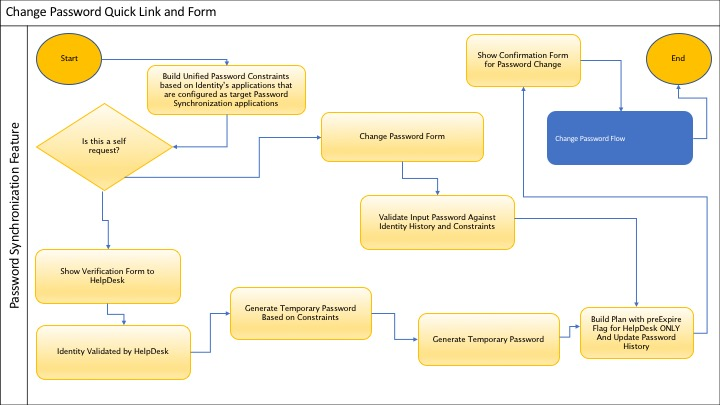 Change Password Quick Link and Form
Password Synchronization Feature
Start
Build Unified Password Constraints
based on Identity's applications that
are configured as target Password
Synchronization applications
Show Confirmation Form
for Password Change
End
Is this a self
request?
Change Password Form
Change Password Flow
Validate Input Password Against
Identity History and Constraints
Show Verification Form to
HelpDesk
Generate Temporary Password
Based on Constraints
Identity Validated by HelpDesk
Generate Temporary Password
Build Plan with preExpire
Flag for HelpDesk ONLY
And Update Password
History